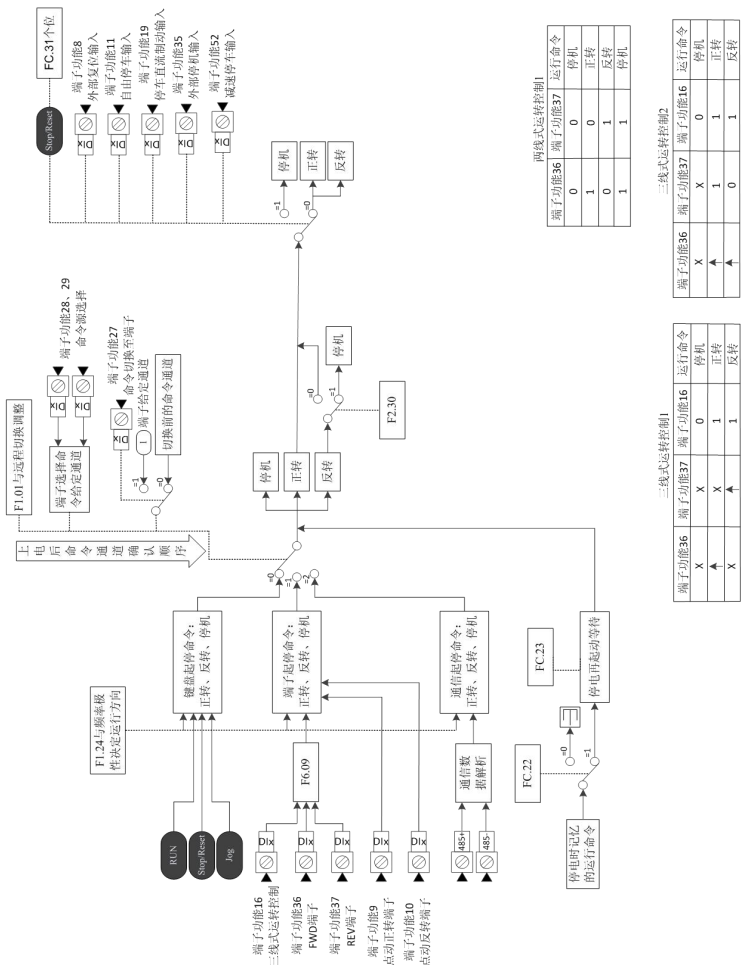 F1.24与频率极
性决定运行方向
RUN
Stop/Reset
Jog
端子功能16
三线式运转控制
端子功能36
FWD端子
端子功能37
REV端子
端子功能9
点动正转端子
端子功能10
点动反转端子
DIx
DIx
DIx
DIx
DIx
F6.09
485+
485-
通信数
据解析
键盘起停命令:
正转、反转、停机
端子起停命令:
正转、反转、停机
通信起停命令:
正转、反转、停机
停电时记忆
的运行命令
FC.22
=0
=1
FC.23
停电再起动等待
上电后命令通道确认顺序
F1.01与远程切换调整
端子选择命
令给定通道
DIx
DIx
端子功能28、29
命令源选择
DIx
端子功能27
命令切换至端子
1
端子给定通道
切换前的命令通道
=1
=0
=0
=1
=2
停机
正转
反转
F2.30
=0
=1
停机
Stop/Reset
FC.31个位
DIx
端子功能8
外部复位输入
DIx
端子功能11
自由停车输入
DIx
端子功能19
停车直流制动输入
DIx
端子功能35
外部停机输入
DIx
端子功能52
减速停车输入
=1
=0
停机
正转
反转
两线式运转控制1
端子功能36 端子功能37 运行命令
0 0 停机
1 0 正转
0 1 反转
1 1 停机
三线式运转控制1
端子功能36 端子功能37 端子功能16 运行命令
X X 0 停机
↑ X 1 正转
X ↑ 1 反转
三线式运转控制2
端子功能36 端子功能37 端子功能16 运行命令
X X 0 停机
↑ 1 1 正转
↑ 0 1 反转